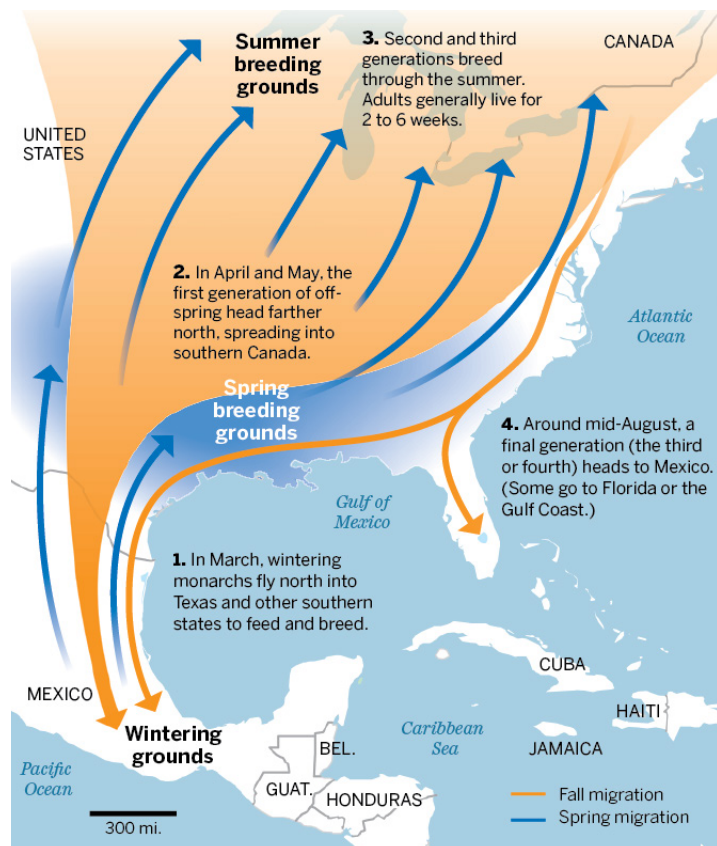 Summer
breeding
grounds
3. Second and third
generations breed
through the summer.
Adults generally live for
2 to 6 weeks.
CANADA
UNITED
STATES
2. In April and May, the
first generation of off-
spring head farther
north, spreading into
southern Canada.
Atlantic
Ocean
Spring
breeding
grounds
4. Around mid-August, a
final generation (the third
or fourth) heads to Mexico.
(Some go to Florida or the
Gulf Coast.)
Gulf of
Mexico
1. In March, wintering
monarchs fly north into
Texas and other southern
states to feed and breed.
MEXICO
Wintering
grounds
CUBA
HAITI
JAMAICA
Caribbean
Sea
BEL.
GUAT.
HONDURAS
Pacific
Ocean
300 mi.
Fall migration
Spring migration